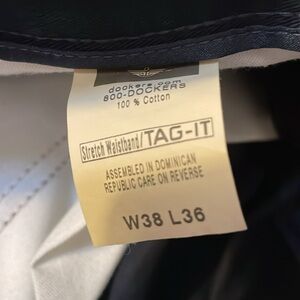 dockers.com
800-DOCKERS
100 % Cotton
Stretch Waistband/TAG-IT
ASSEMBLED IN DOMINICAN
REPUBLIC CARE ON REVERSE
W38 L36